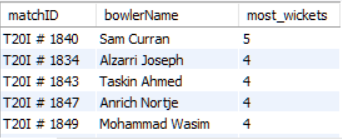 matchID bowlerName most_wickets
T20I # 1840 Sam Curran 5
T20I # 1834 Alzarri Joseph 4
T20I # 1843 Taskin Ahmed 4
T20I # 1847 Anrich Nortje 4
T20I # 1849 Mohammad Wasim 4